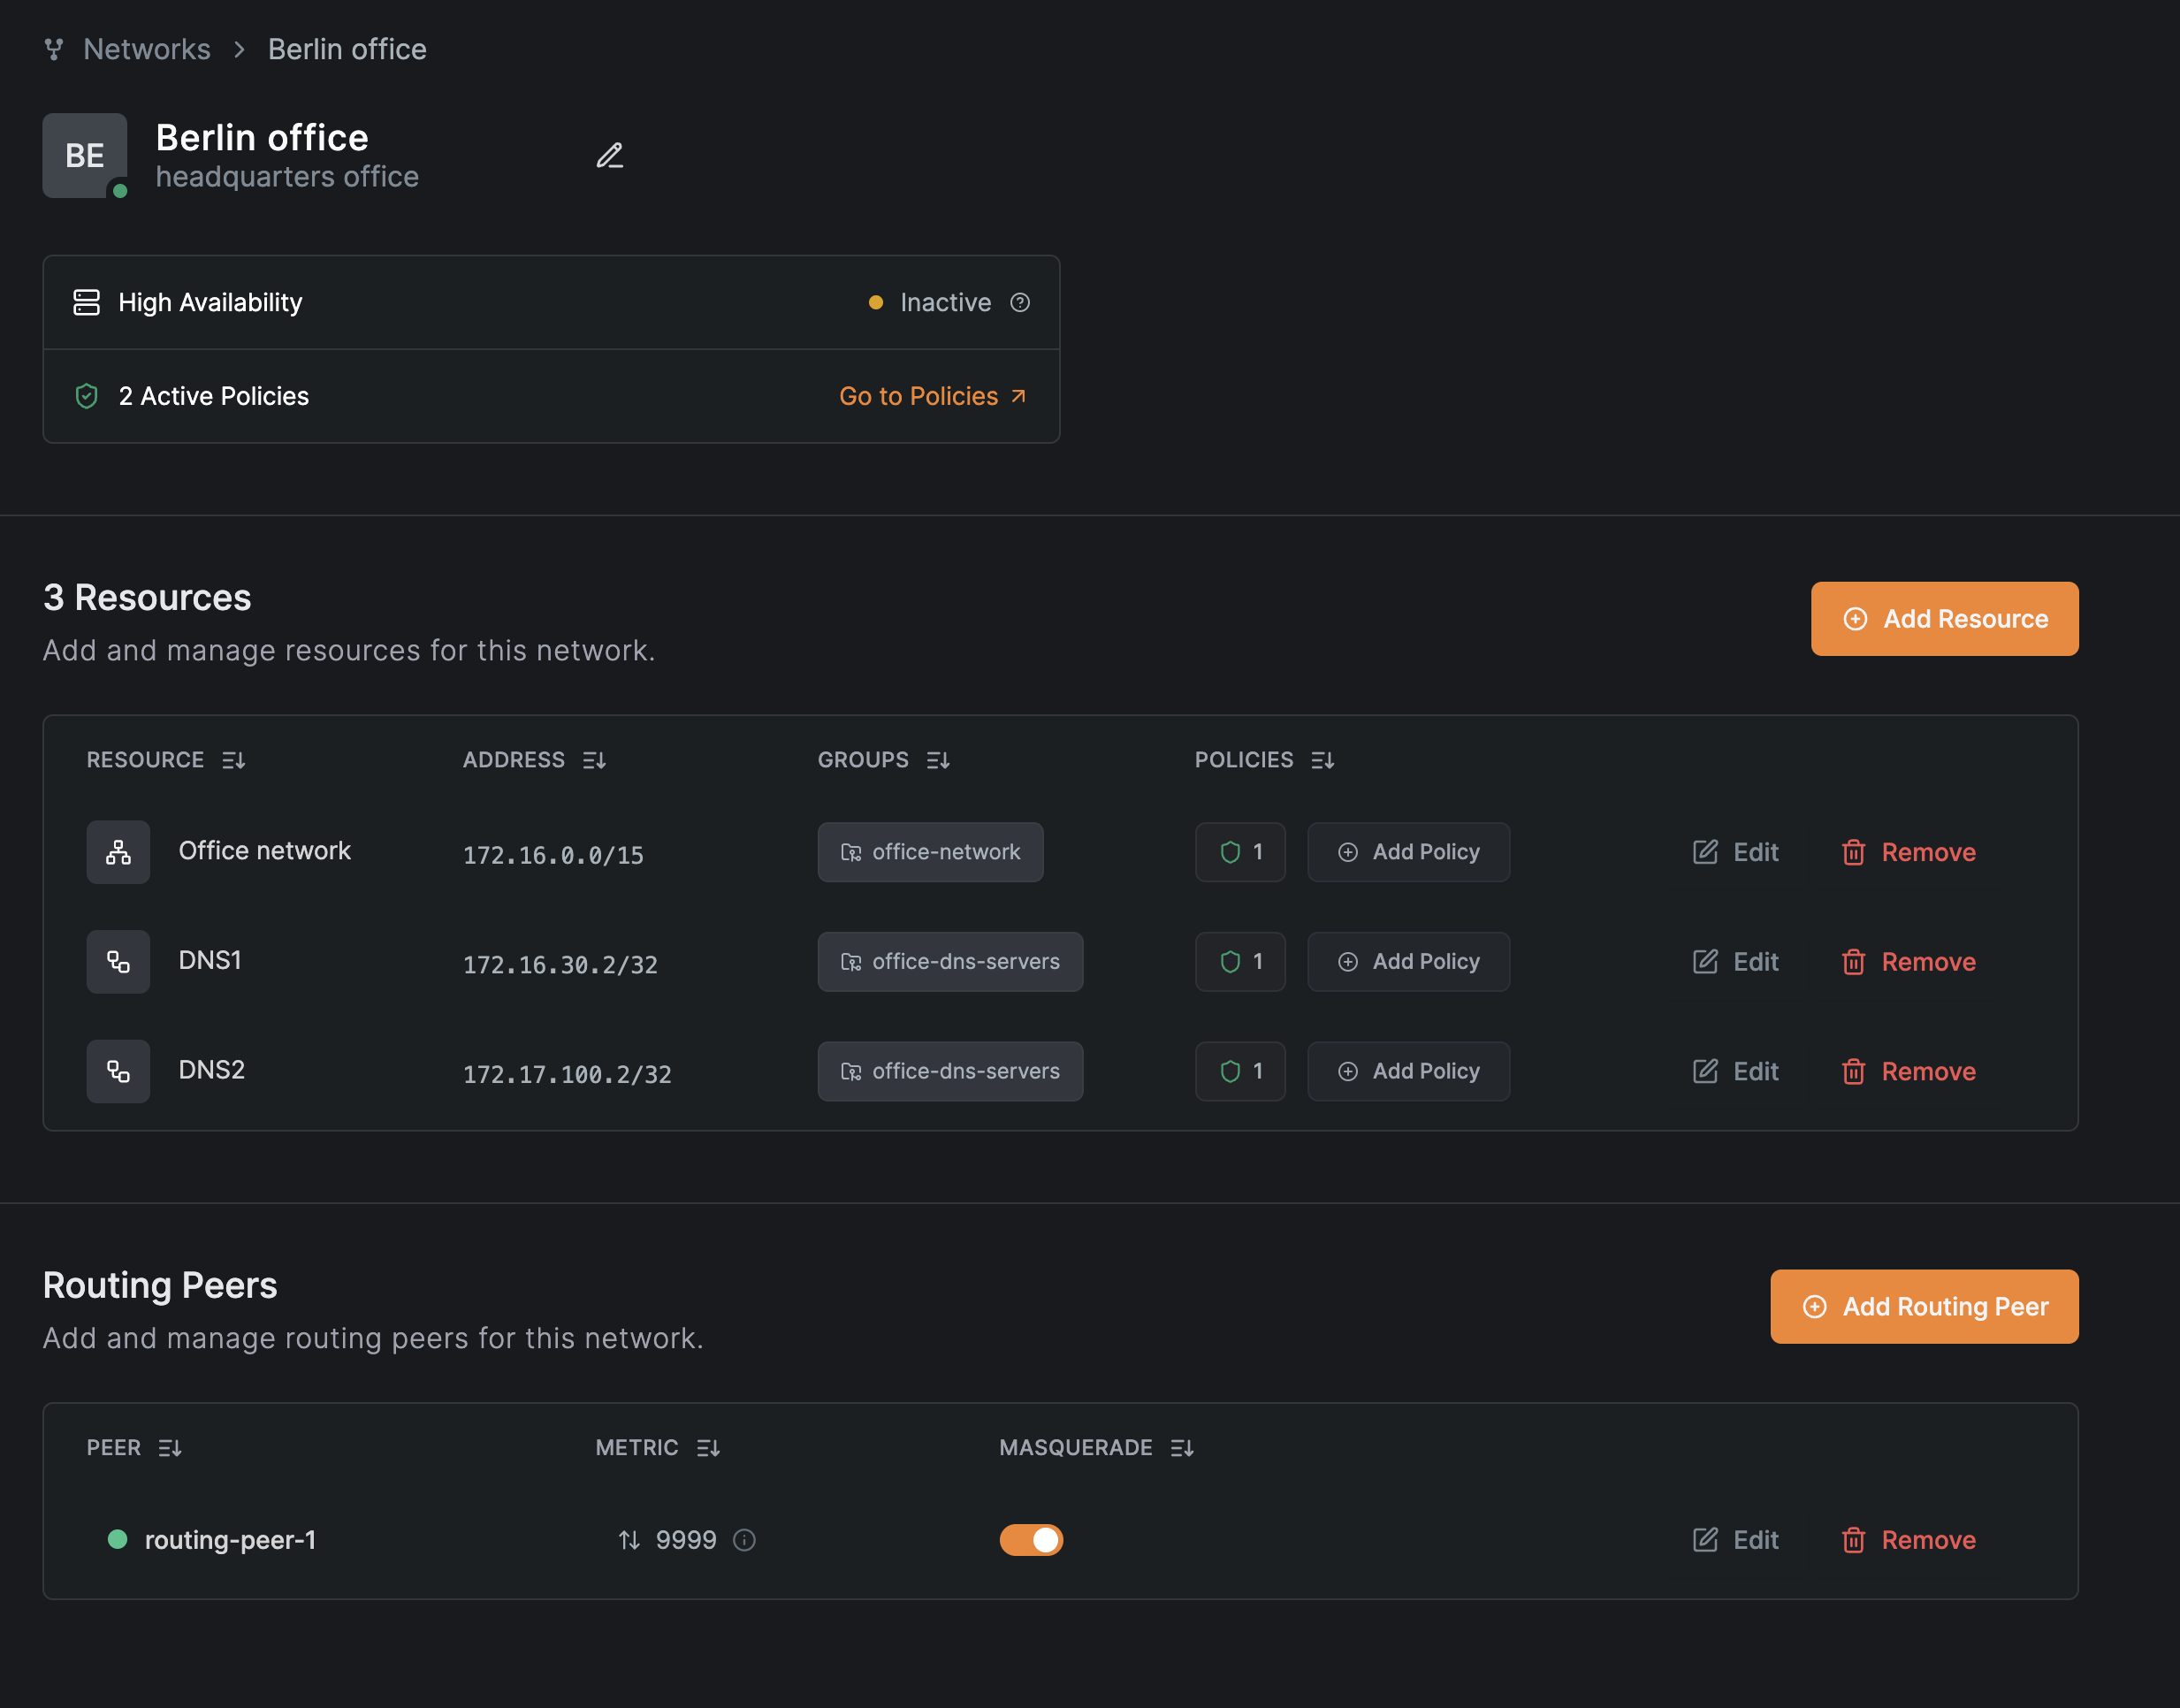 Networks > Berlin office
BE
Berlin office
headquarters office
High Availability Inactive
2 Active Policies Go to Policies
3 Resources
Add and manage resources for this network.
Add Resource
RESOURCE ADDRESS GROUPS POLICIES
Office network 172.16.0.0/15 office-network 1 Add Policy Edit Remove
DNS1 172.16.30.2/32 office-dns-servers 1 Add Policy Edit Remove
DNS2 172.17.100.2/32 office-dns-servers 1 Add Policy Edit Remove
Routing Peers
Add and manage routing peers for this network.
Add Routing Peer
PEER METRIC MASQUERADE
routing-peer-1 9999 Edit Remove